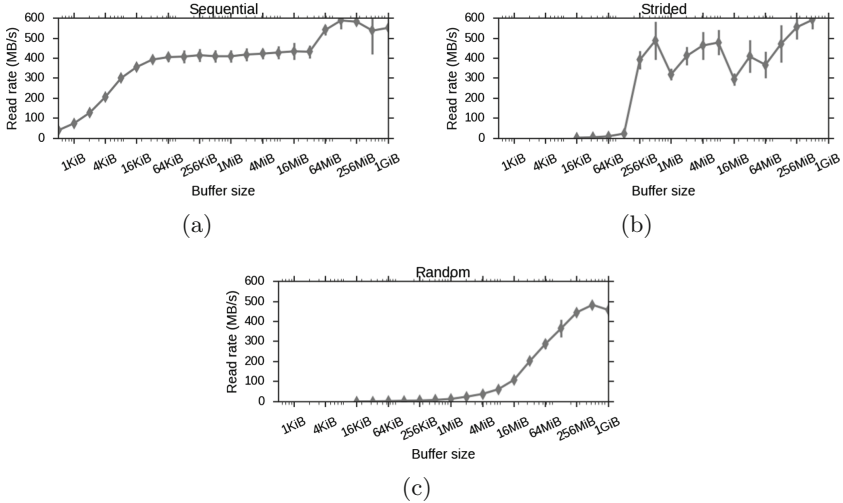 Sequential
Read rate (MB/s)
600
500
400
300
200
100
0
1KiB 4KiB 16KiB 64KiB 256KiB 1MiB 4MiB 16MiB 64MiB 256MiB 1GiB
Buffer size
(a)
Strided
Read rate (MB/s)
600
500
400
300
200
100
0
1KiB 4KiB 16KiB 64KiB 256KiB 1MiB 4MiB 16MiB 64MiB 256MiB 1GiB
Buffer size
(b)
Random
Read rate (MB/s)
600
500
400
300
200
100
0
1KiB 4KiB 16KiB 64KiB 256KiB 1MiB 4MiB 16MiB 64MiB 256MiB 1GiB
Buffer size
(c)